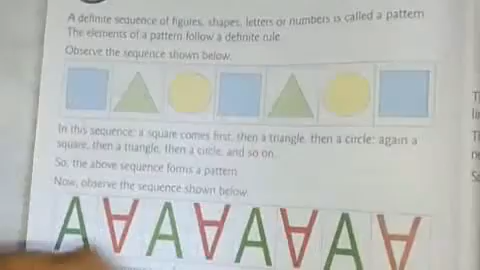 A definite sequence of figures, shapes, letters or numbers is called a pattern.
The elements of a pattern follow a definite rule.
Observe the sequence shown below.
In this sequence: a square comes first, then a triangle, then a circle; again a
square, then a triangle, then a circle, and so on.
So, the above sequence forms a pattern.
Now, observe the sequence shown below.
A ∀ A ∀ A ∀ A ∀